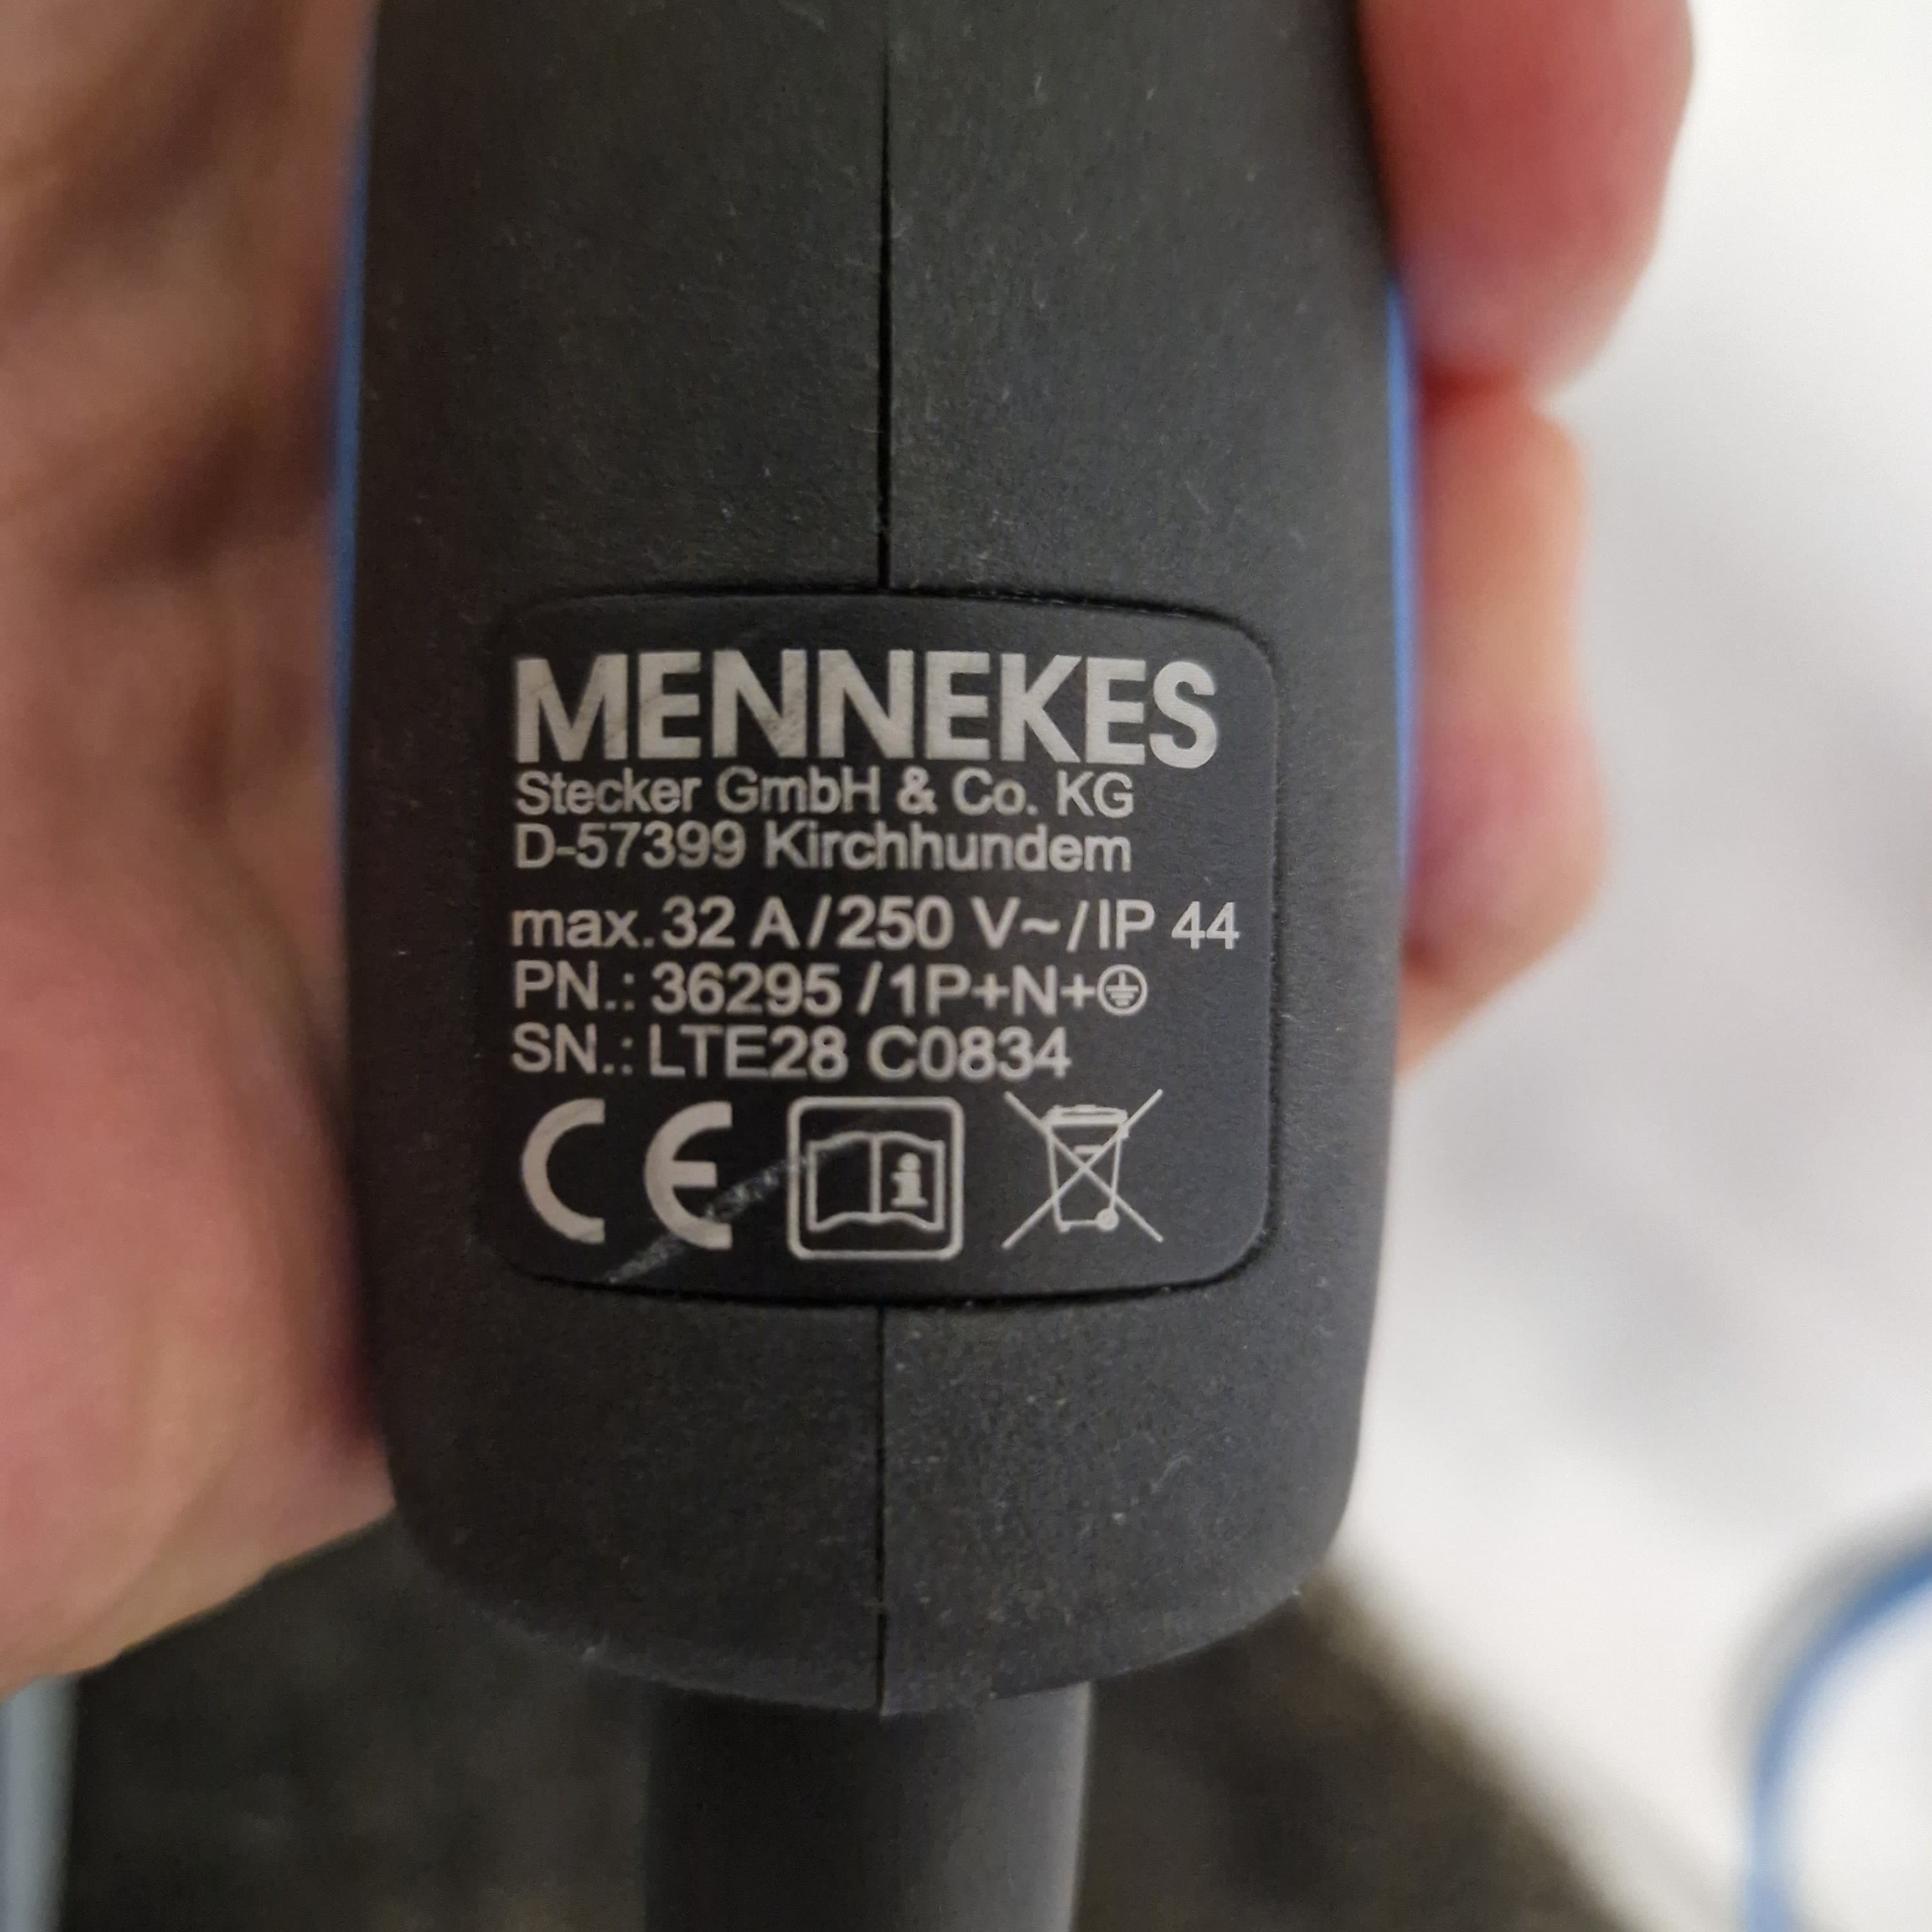 MENNEKES
Stecker GmbH & Co. KG
D-57399 Kirchhundem
max. 32 A / 250 V~ / IP 44
PN.: 36295 / 1P+N+⏚
SN.: LTE28 C0834
CE